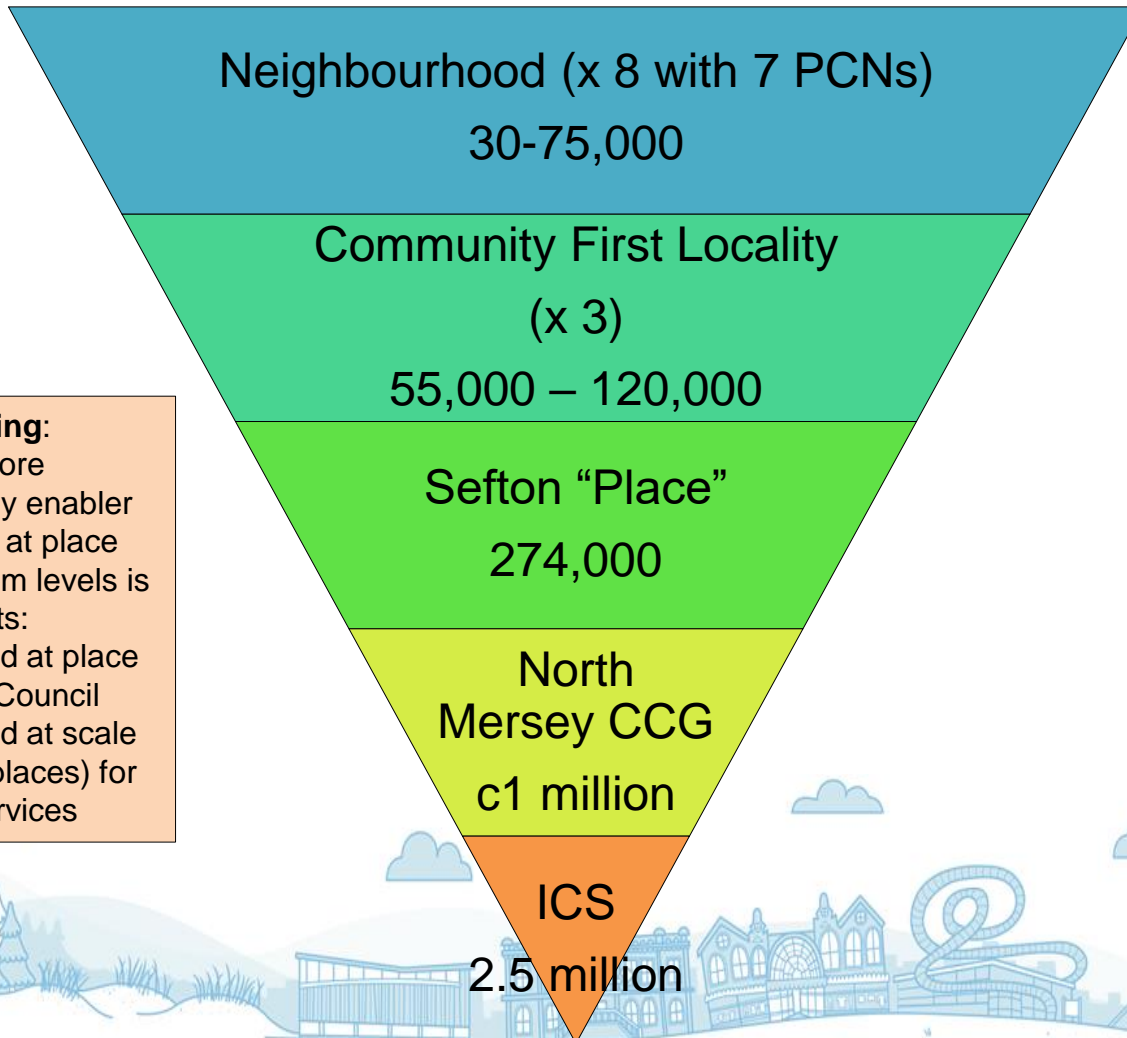 Neighbourhood (x 8 with 7 PCNs)
30-75,000
Community First Locality
(x 3)
55,000 – 120,000
Sefton “Place”
274,000
North
Mersey CCG
c1 million
ICS
2.5 million
ing:
ore
y enabler
at place
m levels is
ts:
d at place
Council
d at scale
places) for
rvices